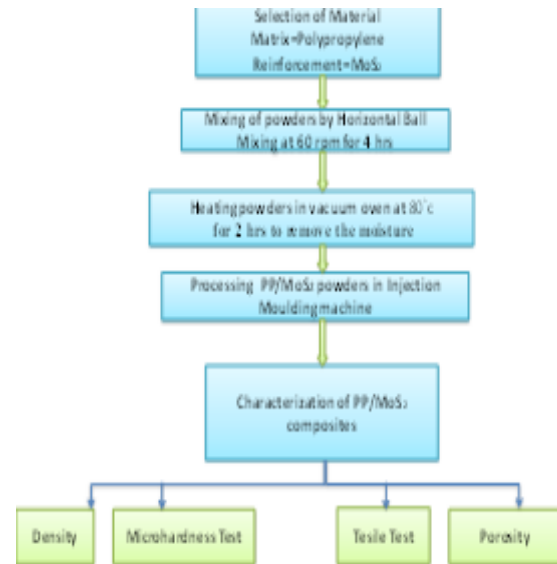 Selection of Material
Matrix=Polypropylene
Reinforcement=MoS₂
Mixing of powders by Horizontal Ball
Mixing at 60 rpm for 4 hrs
Heating powders in vacuum oven at 80°c
for 2 hrs to remove the moisture
Processing PP/MoS₂ powders in Injection
Moulding machine
Characterization of PP/MoS₂
composites
Density
Microhardness Test
Tesile Test
Porosity